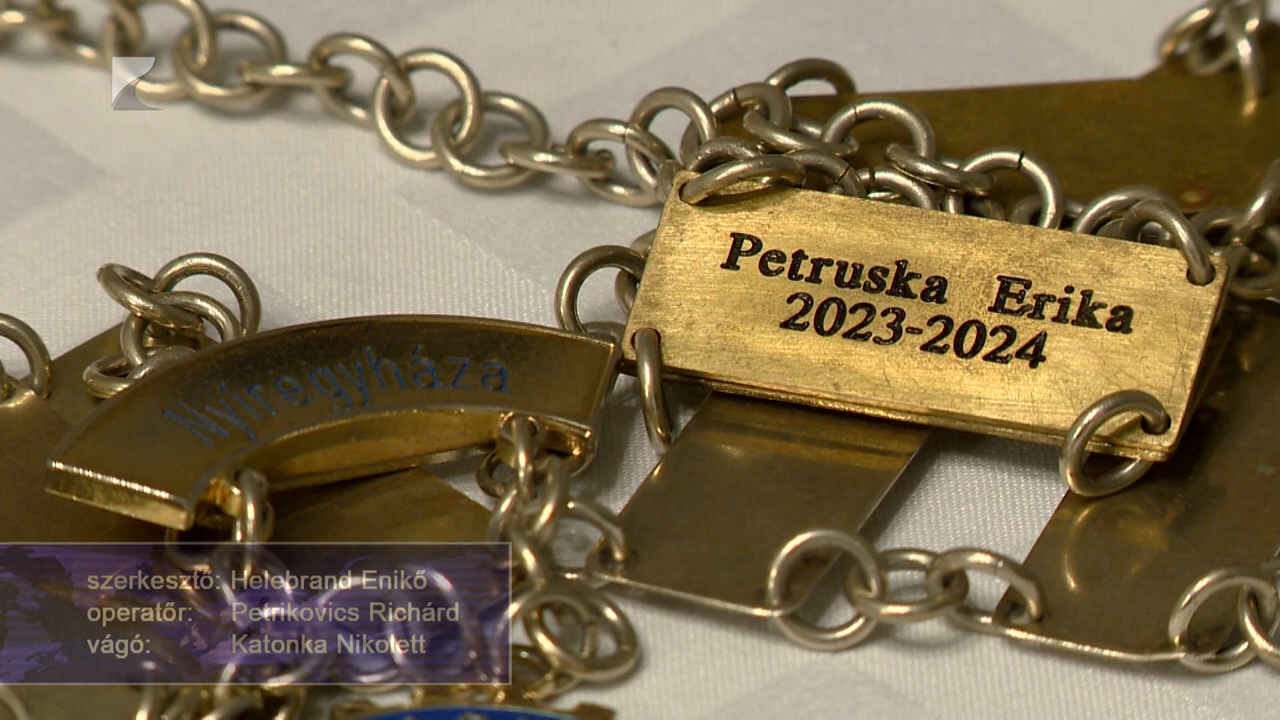 Petruska Erika
2023-2024
Nyíregyháza
szerkesztő: Helebrand Enikő
operatőr: Petrikovics Richárd
vágó: Katonka Nikolett